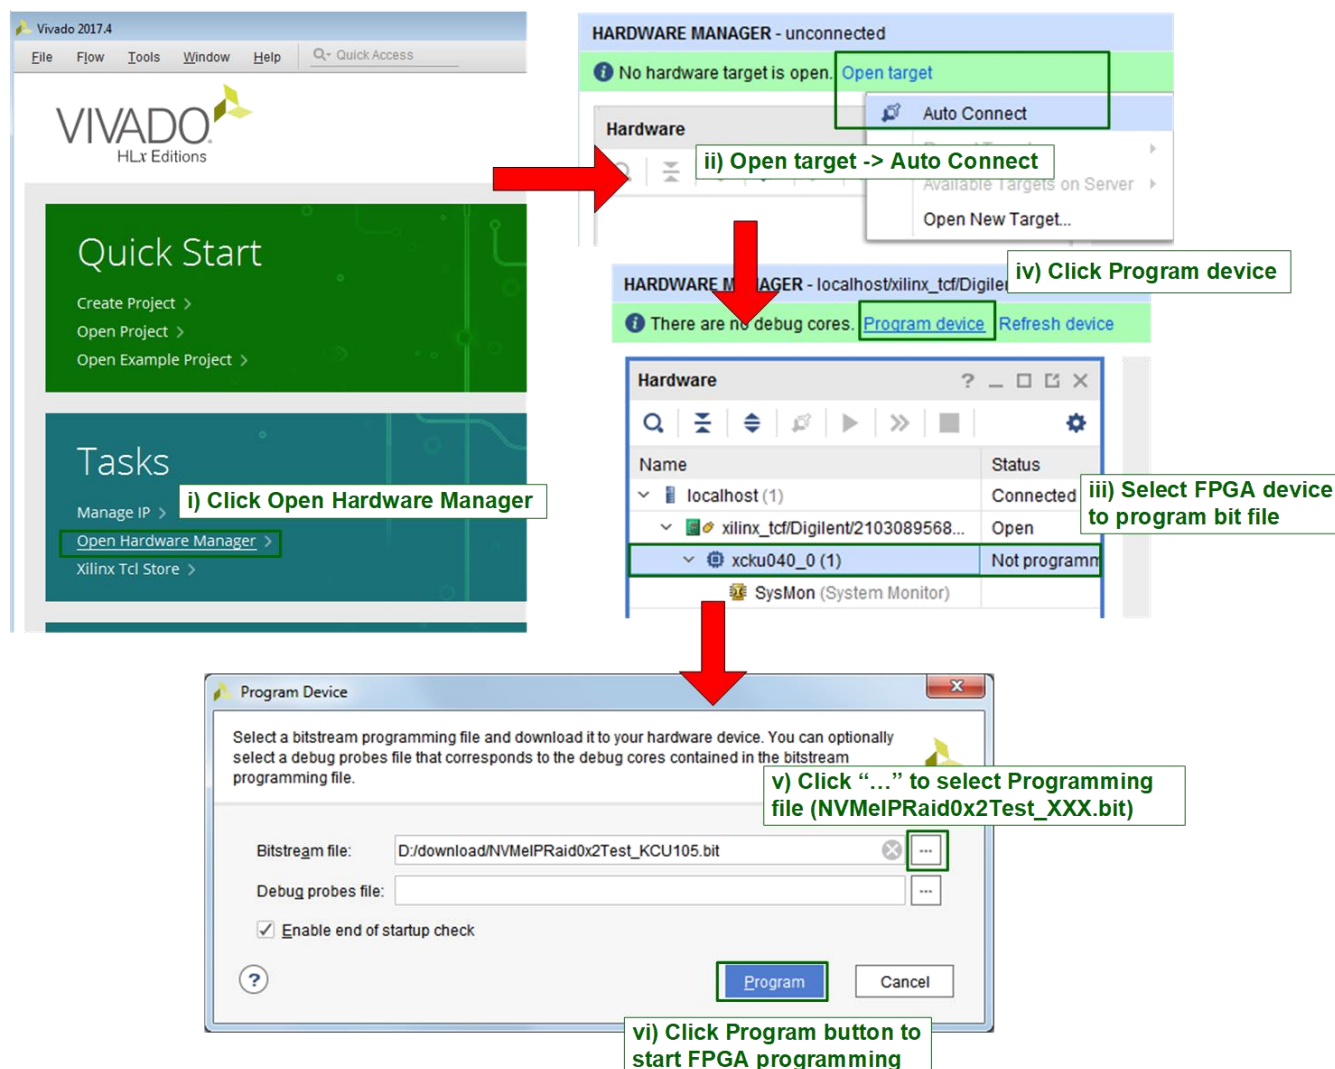 Vivado 2017.4
File Flow Tools Window Help Q- Quick Access
VIVADO.
HLx Editions
Quick Start
Create Project >
Open Project >
Open Example Project >
Tasks
Manage IP >
i) Click Open Hardware Manager
Open Hardware Manager >
Xilinx Tcl Store >
HARDWARE MANAGER - unconnected
No hardware target is open. Open target
Auto Connect
Hardware
ii) Open target -> Auto Connect
Available Targets on Server
Open New Target...
iv) Click Program device
HARDWARE MANAGER - localhost/xilinx_tcf/Digilent
There are no debug cores. Program device Refresh device
Hardware
Name Status
localhost (1) Connected
iii) Select FPGA device
to program bit file
xilinx_tcf/Digilent/2103089568... Open
xcku040_0 (1) Not programm
SysMon (System Monitor)
Program Device
Select a bitstream programming file and download it to your hardware device. You can optionally
select a debug probes file that corresponds to the debug cores contained in the bitstream
programming file.
v) Click “...” to select Programming
file (NVMeIPRaid0x2Test_XXX.bit)
Bitstream file: D:/download/NVMeIPRaid0x2Test_KCU105.bit ...
Debug probes file: ...
Enable end of startup check
? Program Cancel
vi) Click Program button to
start FPGA programming